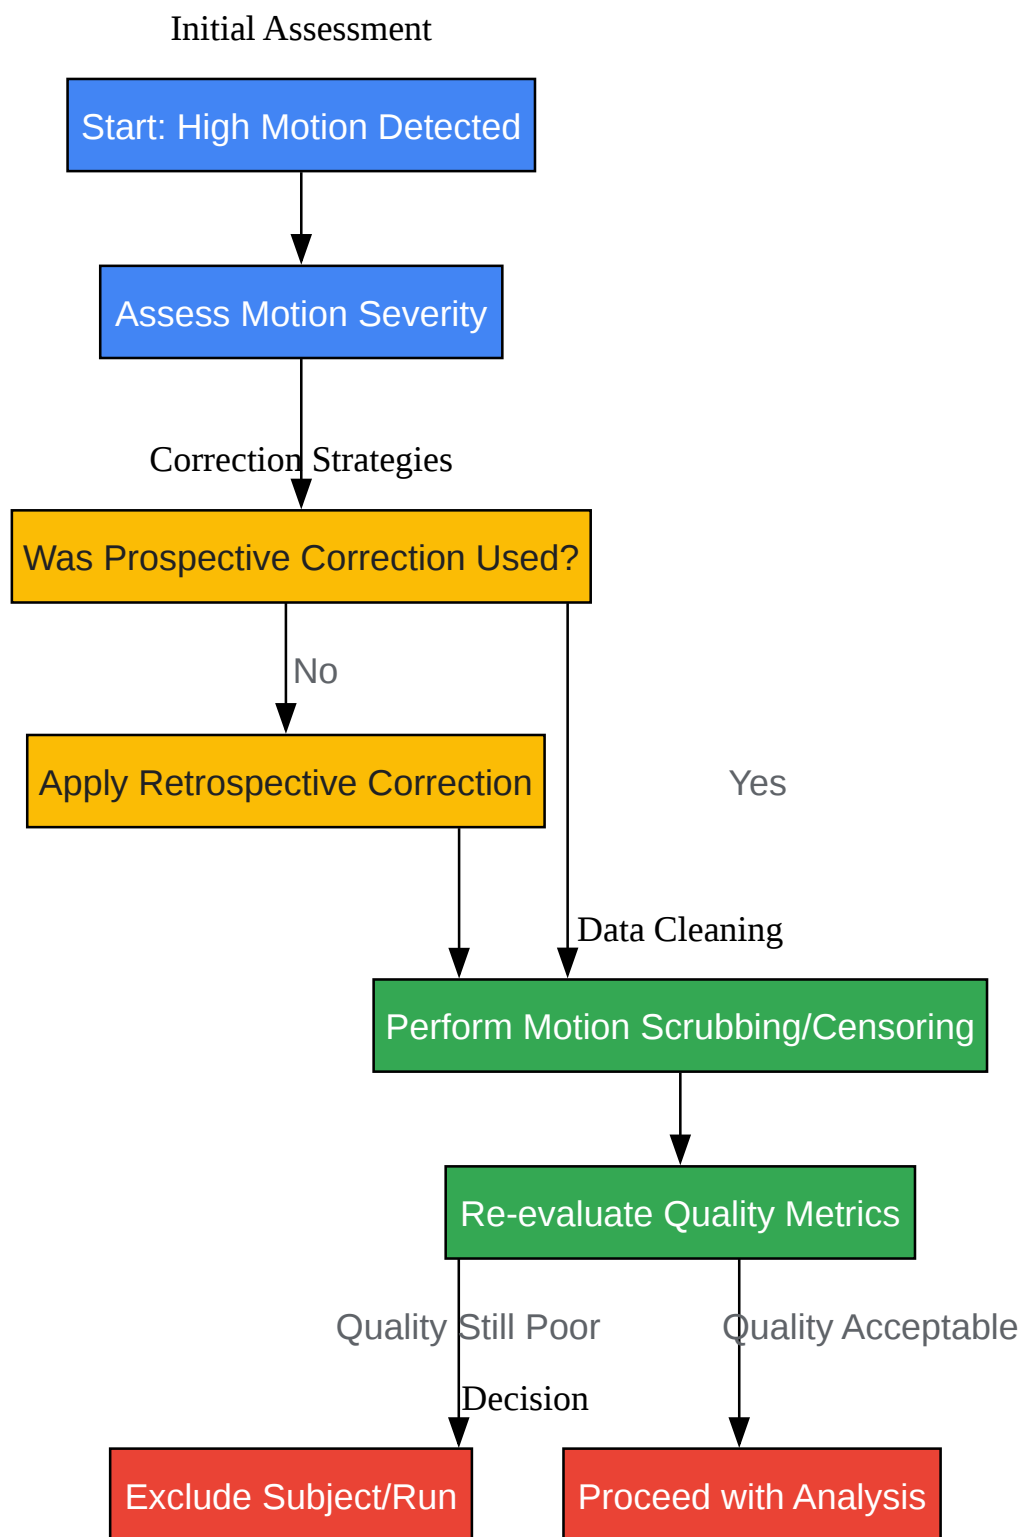 Initial Assessment
Start: High Motion Detected
Assess Motion Severity
Correction Strategies
Was Prospective Correction Used?
No
Apply Retrospective Correction
Yes
Data Cleaning
Perform Motion Scrubbing/Censoring
Re-evaluate Quality Metrics
Quality Still Poor
Quality Acceptable
Decision
Exclude Subject/Run
Proceed with Analysis